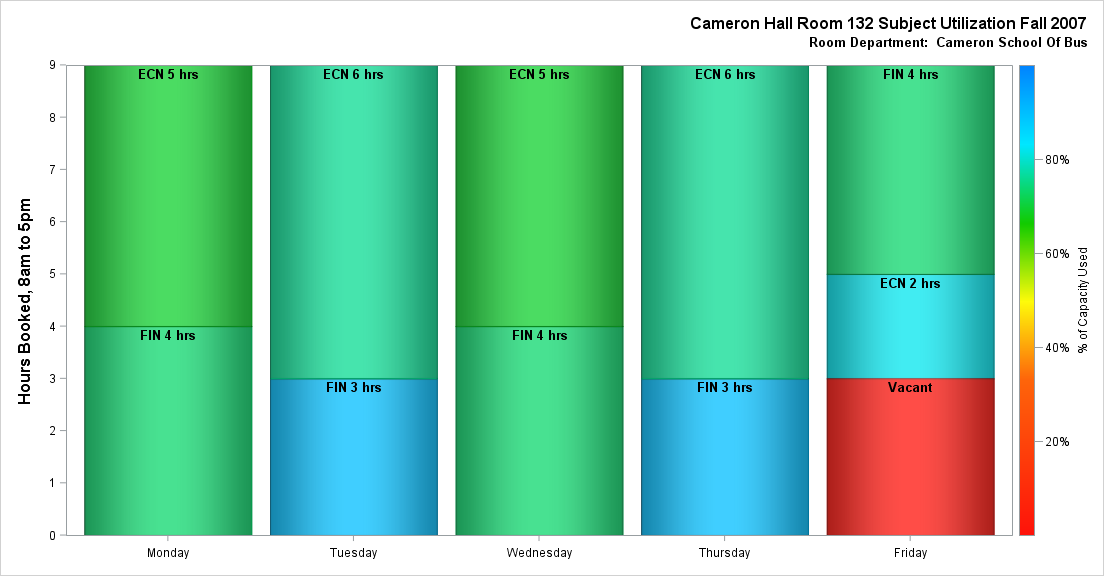 Cameron Hall Room 132 Subject Utilization Fall 2007
Room Department:  Cameron School Of Bus
Hours Booked, 8am to 5pm
9
8
7
6
5
4
3
2
1
0
ECN 5 hrs
FIN 4 hrs
ECN 6 hrs
FIN 3 hrs
ECN 5 hrs
FIN 4 hrs
ECN 6 hrs
FIN 3 hrs
FIN 4 hrs
ECN 2 hrs
Vacant
Monday
Tuesday
Wednesday
Thursday
Friday
80%
60%
40%
20%
% of Capacity Used